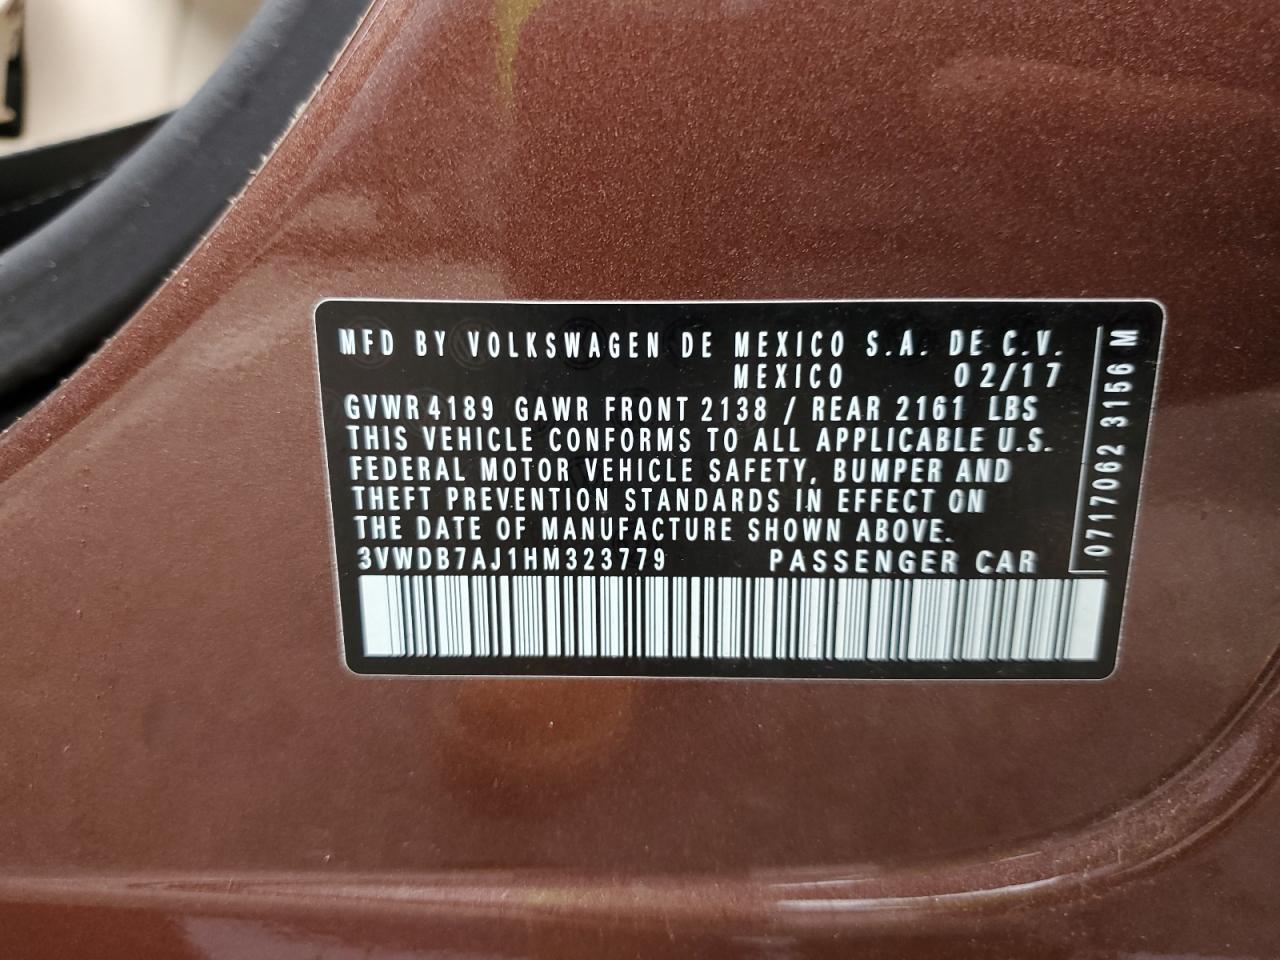 MFD BY VOLKSWAGEN DE MEXICO S.A. DE C.V.
MEXICO 02/17
GVWR 4189 GAWR FRONT 2138 / REAR 2161 LBS
THIS VEHICLE CONFORMS TO ALL APPLICABLE U.S.
FEDERAL MOTOR VEHICLE SAFETY, BUMPER AND
THEFT PREVENTION STANDARDS IN EFFECT ON
THE DATE OF MANUFACTURE SHOWN ABOVE.
3VWDB7AJ1HM323779 PASSENGER CAR
0717062 3156 M